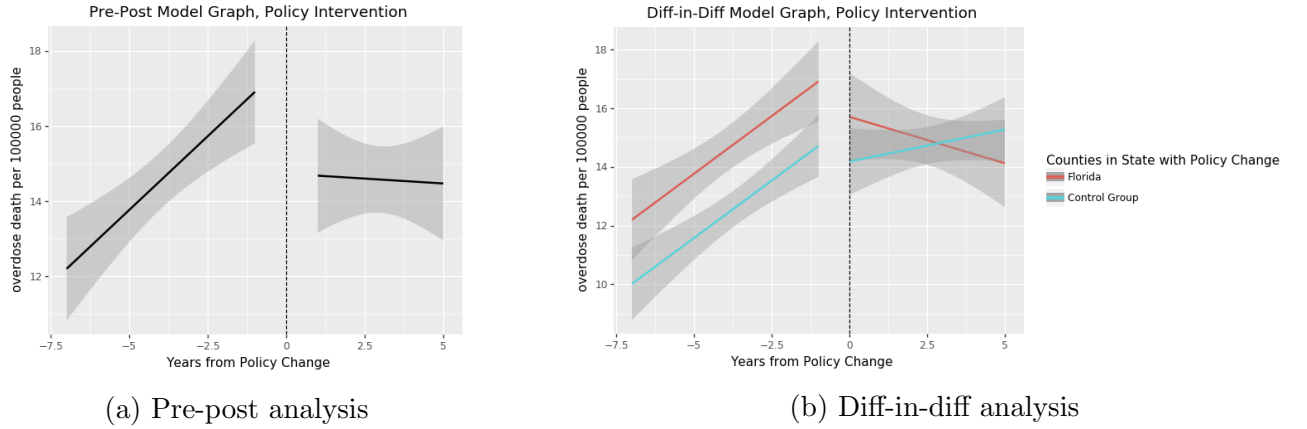 Pre-Post Model Graph, Policy Intervention
overdose death per 100000 people
18
16
14
12
−7.5
−5
−2.5
0
2.5
5
Years from Policy Change
(a) Pre-post analysis
Diff-in-Diff Model Graph, Policy Intervention
overdose death per 100000 people
18
16
14
12
10
−7.5
−5
−2.5
0
2.5
5
Years from Policy Change
Counties in State with Policy Change
Florida
Control Group
(b) Diff-in-diff analysis